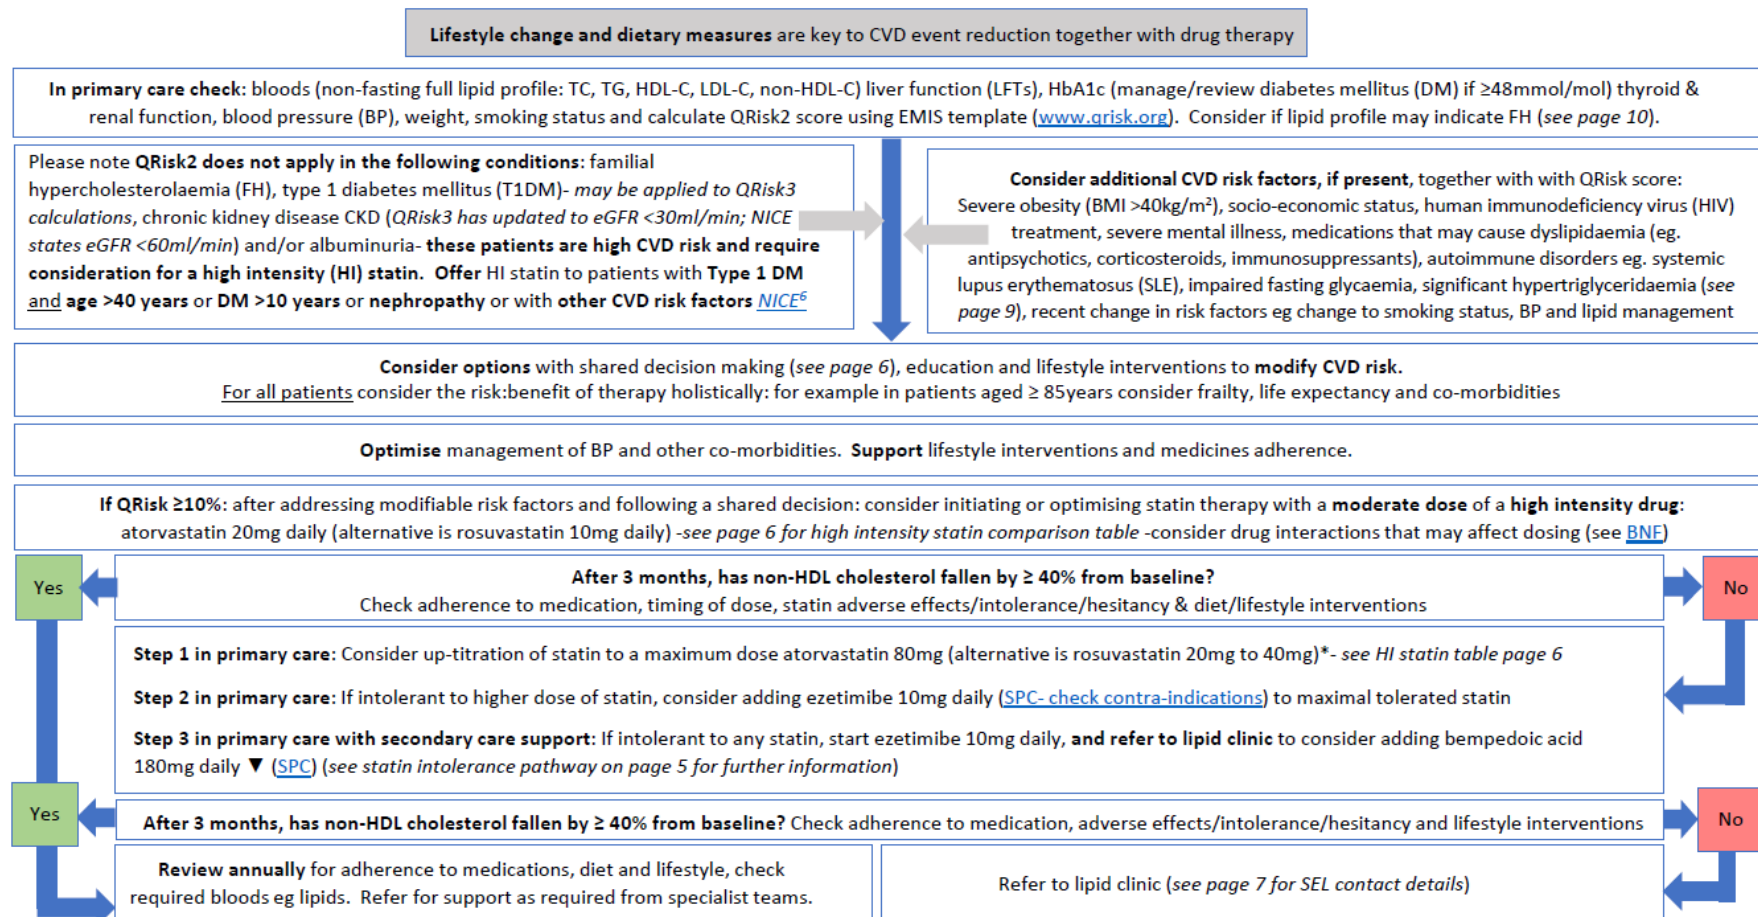 Lifestyle change and dietary measures are key to CVD event reduction together with drug therapy
In primary care check: bloods (non-fasting full lipid profile: TC, TG, HDL-C, LDL-C, non-HDL-C) liver function (LFTs), HbA1c (manage/review diabetes mellitus (DM) if ≥48mmol/mol) thyroid &
renal function, blood pressure (BP), weight, smoking status and calculate QRisk2 score using EMIS template (www.qrisk.org). Consider if lipid profile may indicate FH (see page 10).
Please note QRisk2 does not apply in the following conditions: familial
hypercholesterolaemia (FH), type 1 diabetes mellitus (T1DM)- may be applied to QRisk3
calculations, chronic kidney disease CKD (QRisk3 has updated to eGFR <30ml/min; NICE
states eGFR <60ml/min) and/or albuminuria- these patients are high CVD risk and require
consideration for a high intensity (HI) statin. Offer HI statin to patients with Type 1 DM
and age >40 years or DM >10 years or nephropathy or with other CVD risk factors NICE⁶
Consider additional CVD risk factors, if present, together with with QRisk score:
Severe obesity (BMI >40kg/m²), socio-economic status, human immunodeficiency virus (HIV)
treatment, severe mental illness, medications that may cause dyslipidaemia (eg.
antipsychotics, corticosteroids, immunosuppressants), autoimmune disorders eg. systemic
lupus erythematosus (SLE), impaired fasting glycaemia, significant hypertriglyceridaemia (see
page 9), recent change in risk factors eg change to smoking status, BP and lipid management
Consider options with shared decision making (see page 6), education and lifestyle interventions to modify CVD risk.
For all patients consider the risk:benefit of therapy holistically: for example in patients aged ≥ 85years consider frailty, life expectancy and co-morbidities
Optimise management of BP and other co-morbidities. Support lifestyle interventions and medicines adherence.
If QRisk ≥10%: after addressing modifiable risk factors and following a shared decision: consider initiating or optimising statin therapy with a moderate dose of a high intensity drug:
atorvastatin 20mg daily (alternative is rosuvastatin 10mg daily) -see page 6 for high intensity statin comparison table -consider drug interactions that may affect dosing (see BNF)
Yes
After 3 months, has non-HDL cholesterol fallen by ≥ 40% from baseline?
Check adherence to medication, timing of dose, statin adverse effects/intolerance/hesitancy & diet/lifestyle interventions
No
Step 1 in primary care: Consider up-titration of statin to a maximum dose atorvastatin 80mg (alternative is rosuvastatin 20mg to 40mg)*- see HI statin table page 6
Step 2 in primary care: If intolerant to higher dose of statin, consider adding ezetimibe 10mg daily (SPC- check contra-indications) to maximal tolerated statin
Step 3 in primary care with secondary care support: If intolerant to any statin, start ezetimibe 10mg daily, and refer to lipid clinic to consider adding bempedoic acid
180mg daily ▼ (SPC) (see statin intolerance pathway on page 5 for further information)
Yes
After 3 months, has non-HDL cholesterol fallen by ≥ 40% from baseline? Check adherence to medication, adverse effects/intolerance/hesitancy and lifestyle interventions
No
Review annually for adherence to medications, diet and lifestyle, check
required bloods eg lipids. Refer for support as required from specialist teams.
Refer to lipid clinic (see page 7 for SEL contact details)